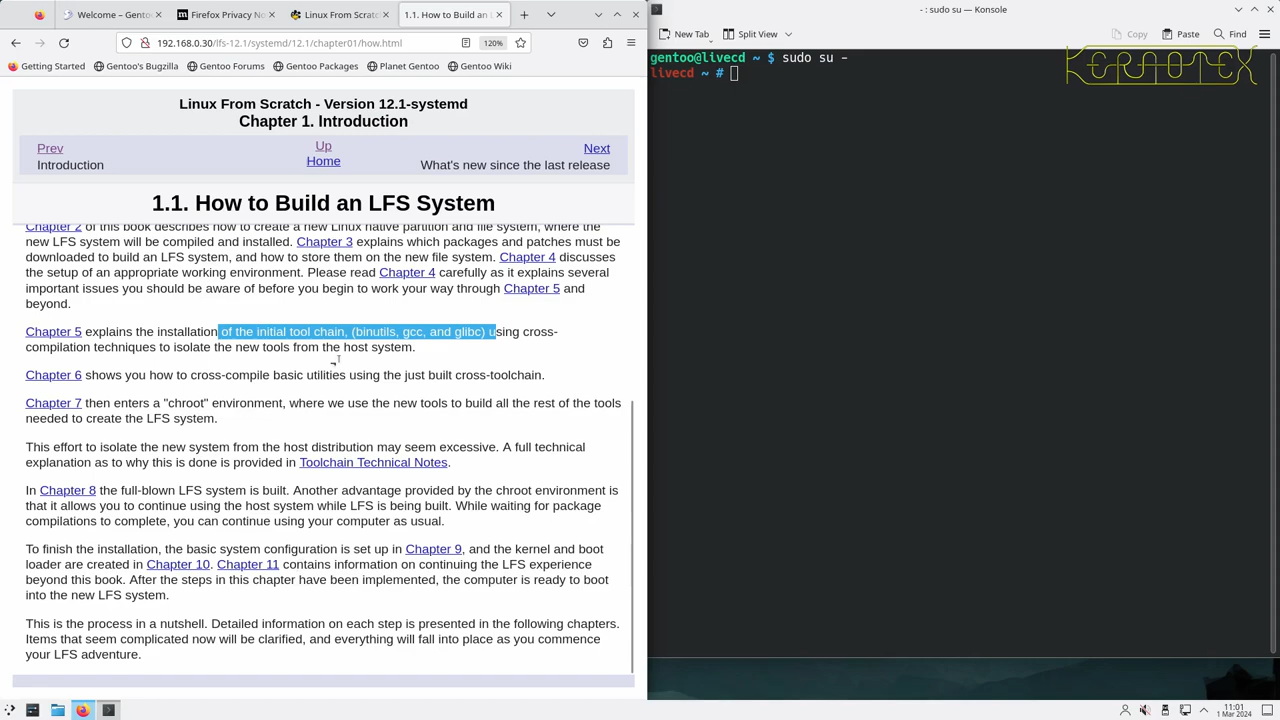 Welcome – Gento
Firefox Privacy No
Linux From Scratch
1.1. How to Build an L
192.168.0.30/lfs-12.1/systemd/12.1/chapter01/how.html
120%
Getting Started
Gentoo's Bugzilla
Gentoo Forums
Gentoo Packages
Planet Gentoo
Gentoo Wiki
Linux From Scratch - Version 12.1-systemd
Chapter 1. Introduction
Prev
Up
Next
Introduction
Home
What's new since the last release
1.1. How to Build an LFS System
Chapter 2 of this book describes how to create a new Linux native partition and file system, where the
new LFS system will be compiled and installed. Chapter 3 explains which packages and patches must be
downloaded to build an LFS system, and how to store them on the new file system. Chapter 4 discusses
the setup of an appropriate working environment. Please read Chapter 4 carefully as it explains several
important issues you should be aware of before you begin to work your way through Chapter 5 and
beyond.
Chapter 5 explains the installation of the initial tool chain, (binutils, gcc, and glibc) using cross-
compilation techniques to isolate the new tools from the host system.
Chapter 6 shows you how to cross-compile basic utilities using the just built cross-toolchain.
Chapter 7 then enters a "chroot" environment, where we use the new tools to build all the rest of the tools
needed to create the LFS system.
This effort to isolate the new system from the host distribution may seem excessive. A full technical
explanation as to why this is done is provided in Toolchain Technical Notes.
In Chapter 8 the full-blown LFS system is built. Another advantage provided by the chroot environment is
that it allows you to continue using the host system while LFS is being built. While waiting for package
compilations to complete, you can continue using your computer as usual.
To finish the installation, the basic system configuration is set up in Chapter 9, and the kernel and boot
loader are created in Chapter 10. Chapter 11 contains information on continuing the LFS experience
beyond this book. After the steps in this chapter have been implemented, the computer is ready to boot
into the new LFS system.
This is the process in a nutshell. Detailed information on each step is presented in the following chapters.
Items that seem complicated now will be clarified, and everything will fall into place as you commence
your LFS adventure.
- : sudo su — Konsole
New Tab
Split View
Copy
Paste
Find
gentoo@livecd ~ $ sudo su -
livecd ~ #
KERNOTEX
11:01
1 Mar 2024